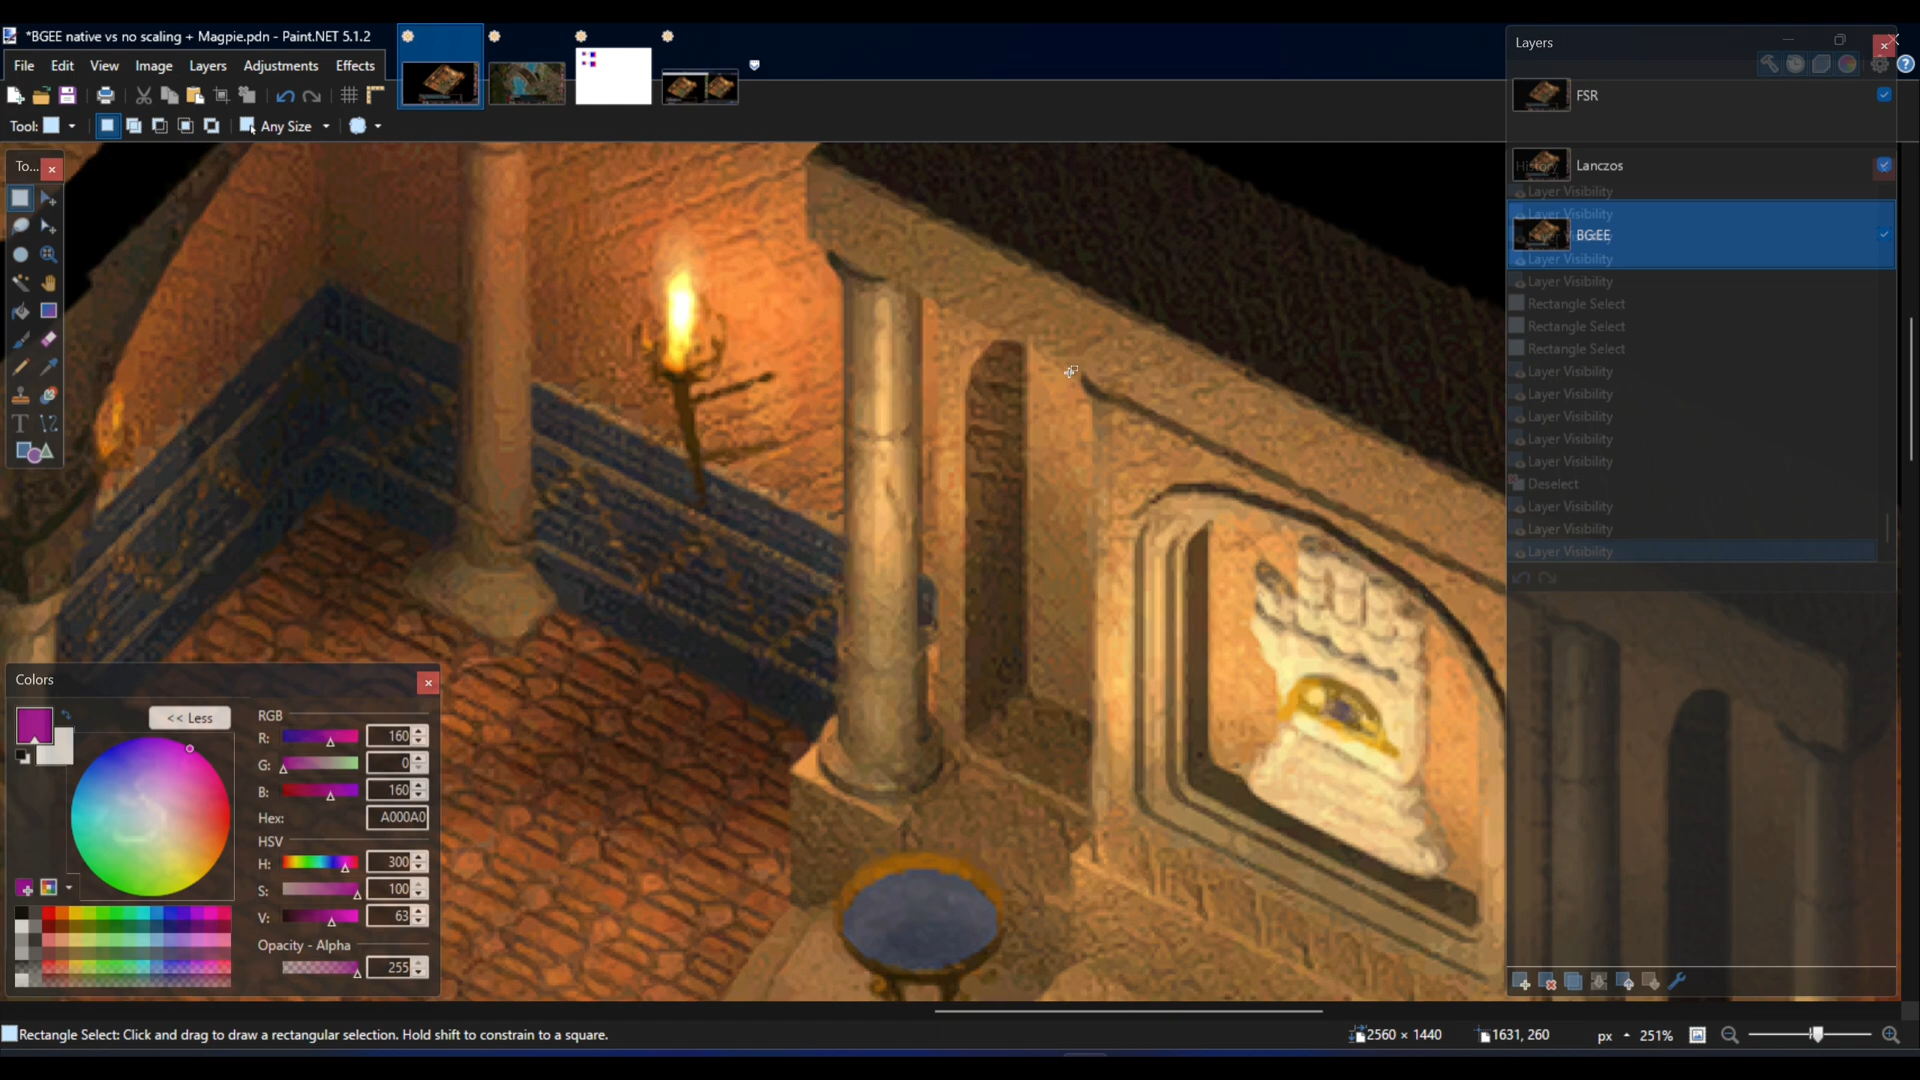 *BGEE native vs no scaling + Magpie.pdn - Paint.NET 5.1.2
File Edit View Image Layers Adjustments Effects
Tool: Any Size
To...
Layers
FSR
Lanczos
History
Layer Visibility
Layer Visibility
BG:EE
Layer Visibility
Layer Visibility
Rectangle Select
Rectangle Select
Rectangle Select
Layer Visibility
Layer Visibility
Layer Visibility
Layer Visibility
Layer Visibility
Deselect
Layer Visibility
Layer Visibility
Layer Visibility
Colors
<< Less
RGB
R: 160
G: 0
B: 160
Hex: A000A0
HSV
H: 300
S: 100
V: 63
Opacity - Alpha
255
Rectangle Select: Click and drag to draw a rectangular selection. Hold shift to constrain to a square.
2560 × 1440
1631, 260
px
251%